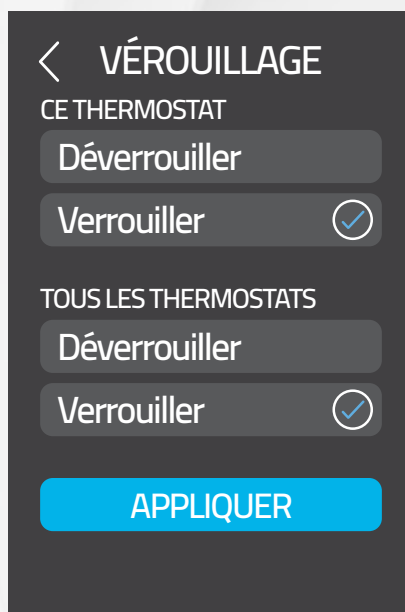 VÉROUILLAGE
CE THERMOSTAT
Déverrouiller
Verrouiller
TOUS LES THERMOSTATS
Déverrouiller
Verrouiller
APPLIQUER